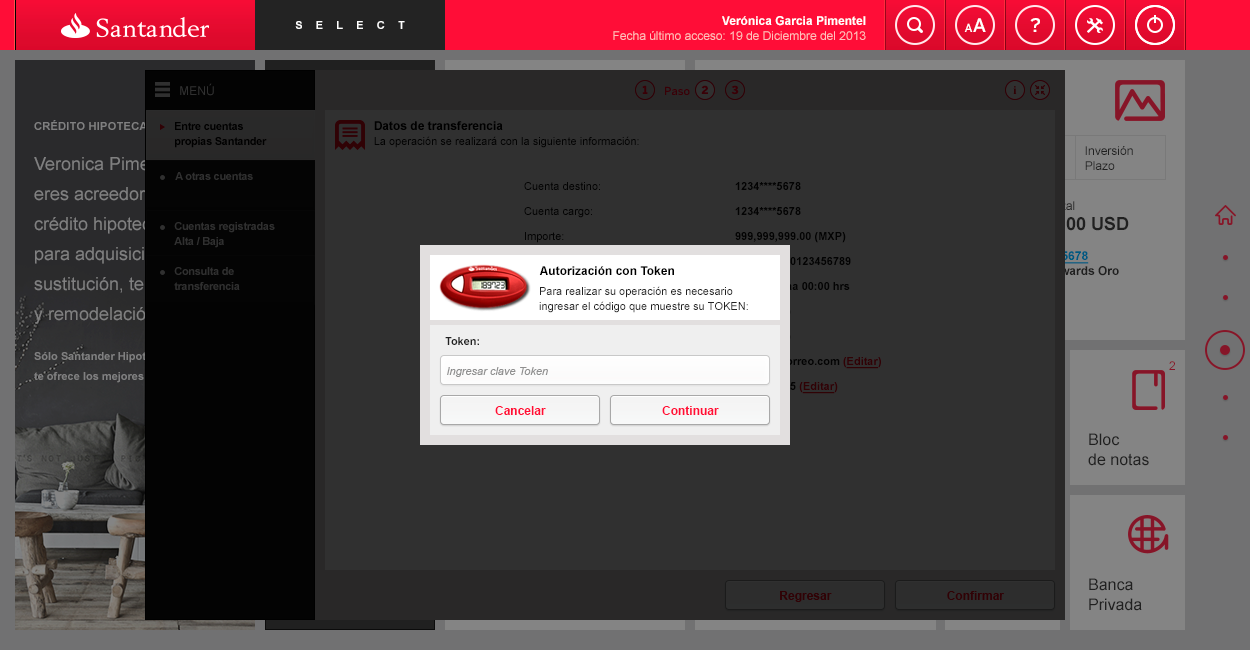 Santander
S E L E C T
Verónica Garcia Pimentel
Fecha último acceso: 19 de Diciembre del 2013
AA
?
MENÚ
1 Paso 2 3
i
CRÉDITO HIPOTECA
Veronica Pime
eres acreedor
crédito hipotec
para adquisici
sustitución, te
y remodelació
Sólo Santander Hipot
te ofrece los mejores
Entre cuentas
propias Santander
A otras cuentas
Cuentas registradas
Alta / Baja
Consulta de
transferencia
Datos de transferencia
La operación se realizará con la siguiente información:
Cuenta destino: 1234****5678
Cuenta cargo: 1234****5678
Importe: 999,999,999.00 (MXP)
0123456789
a 00:00 hrs
orreo.com (Editar)
5 (Editar)
Santander
189723
Autorización con Token
Para realizar su operación es necesario
ingresar el código que muestre su TOKEN:
Token:
Ingresar clave Token
Cancelar
Continuar
Regresar
Confirmar
Inversión
Plazo
tal
00 USD
5678
wards Oro
2
Bloc
de notas
Banca
Privada